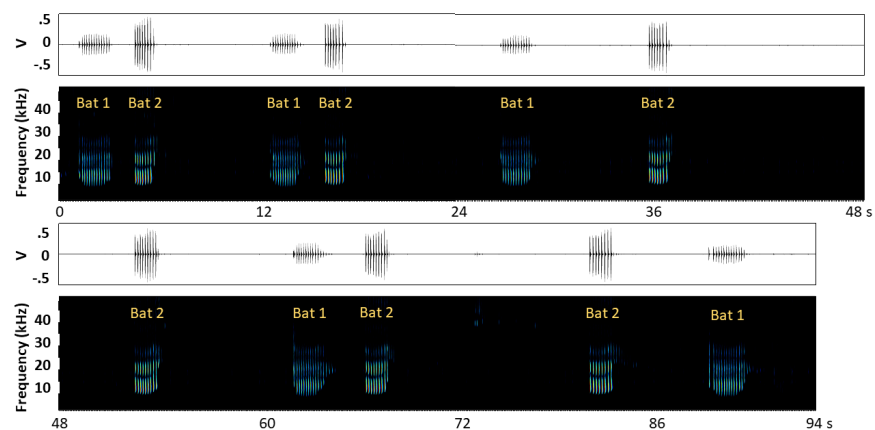 .5
V 0
-.5
Frequency (kHz)
40
30
20
10
Bat 1 Bat 2 Bat 1 Bat 2 Bat 1 Bat 2
0 12 24 36 48 s
.5
V 0
-.5
Frequency (kHz)
40
30
20
10
Bat 2 Bat 1 Bat 2 Bat 2 Bat 1
48 60 72 86 94 s